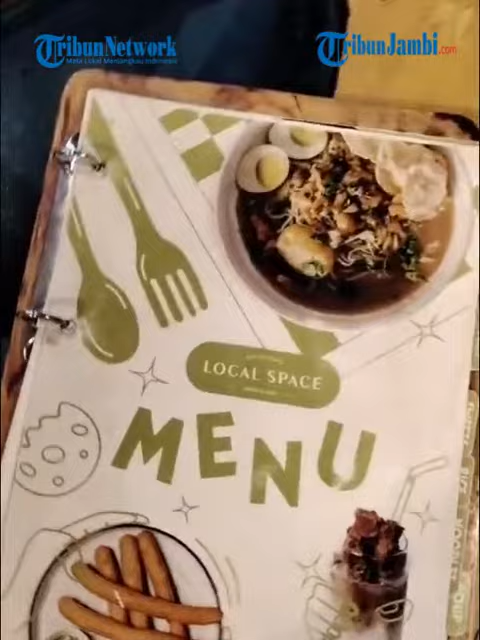 TribunNetwork
Mata Lokal Menjangkau Indonesia
TribunJambi.com
LOCAL SPACE
MENU